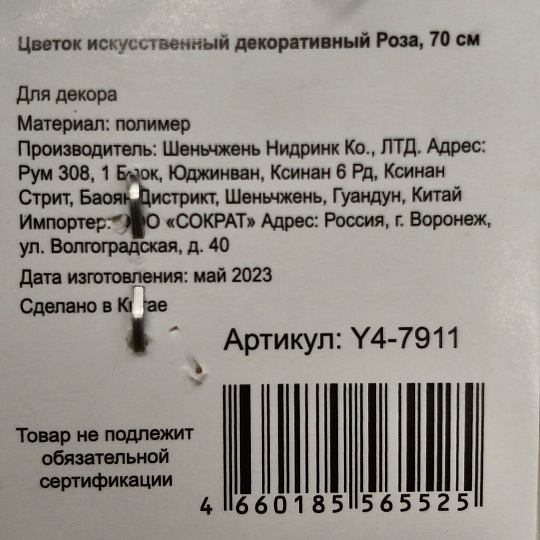 Цветок искусственный декоративный Роза, 70 см
Для декора
Материал: полимер
Производитель: Шеньчжень Нидринк Ко., ЛТД. Адрес:
Рум 308, 1 Блок, Юджинван, Ксинан 6 Рд, Ксинан
Стрит, Баоян Дистрикт, Шеньчжень, Гуандун, Китай
Импортер: ООО «СОКРАТ» Адрес: Россия, г. Воронеж,
ул. Волгоградская, д. 40
Дата изготовления: май 2023
Сделано в Китае
Артикул: Y4-7911
Товар не подлежит
обязательной
сертификации
4 660185 565525